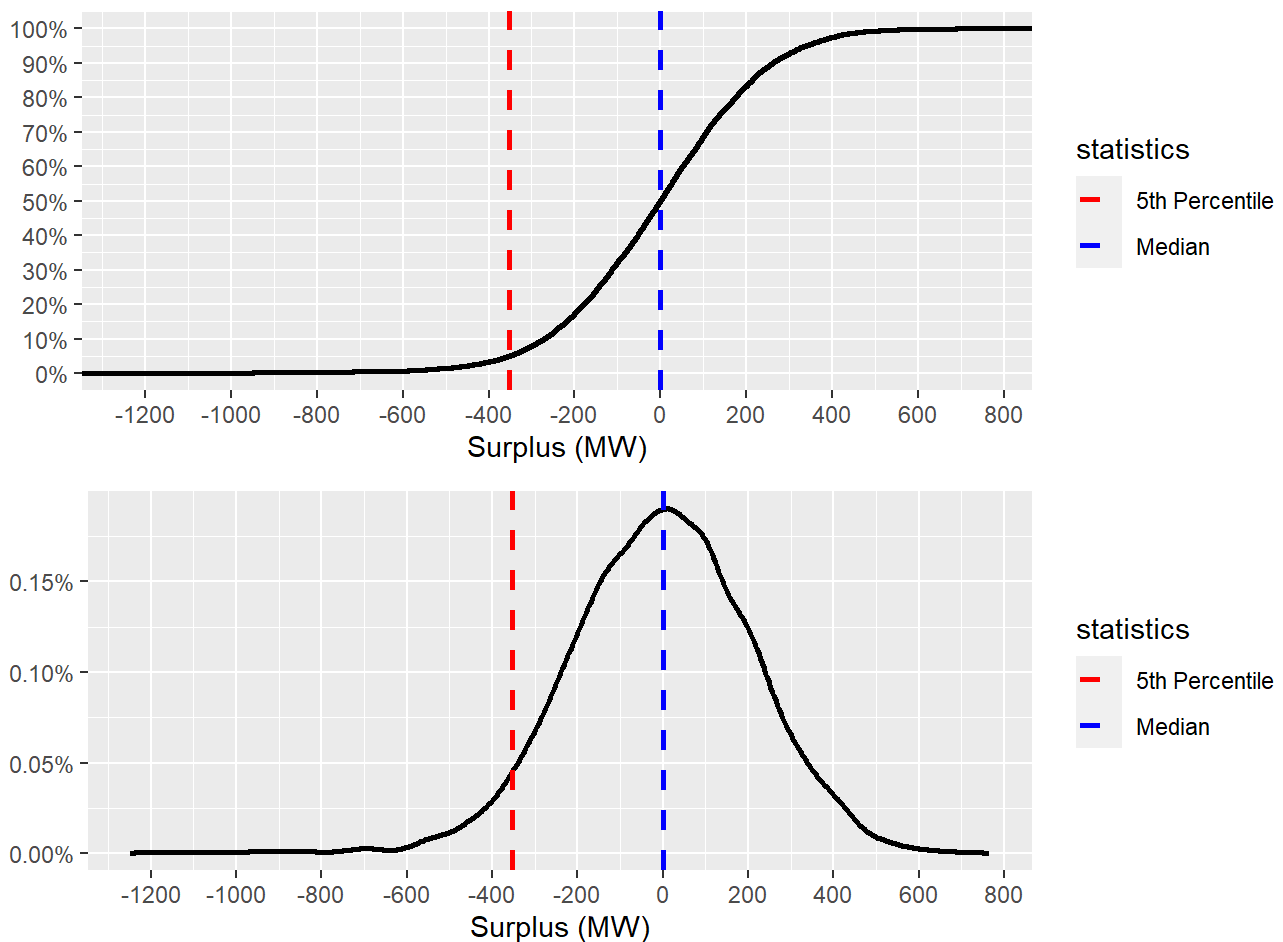 100%
90%
80%
70%
60%
50%
40%
30%
20%
10%
0%
-1200 -1000 -800 -600 -400 -200 0 200 400 600 800
Surplus (MW)
statistics
5th Percentile
Median
0.15%
0.10%
0.05%
0.00%
-1200 -1000 -800 -600 -400 -200 0 200 400 600 800
Surplus (MW)
statistics
5th Percentile
Median